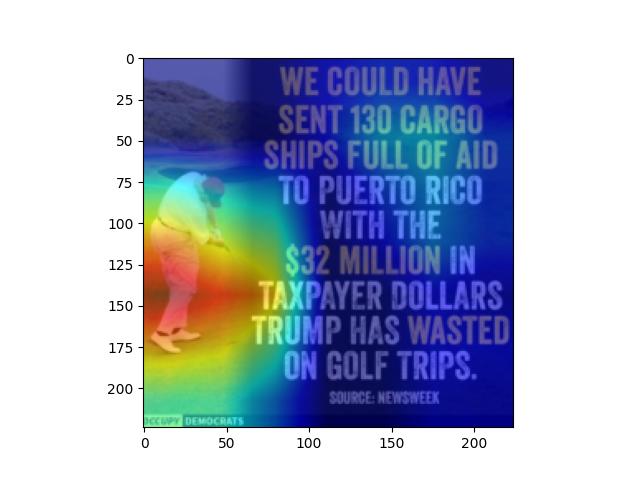 WE COULD HAVE
SENT 130 CARGO
SHIPS FULL OF AID
TO PUERTO RICO
WITH THE
$32 MILLION IN
TAXPAYER DOLLARS
TRUMP HAS WASTED
ON GOLF TRIPS.
SOURCE: NEWSWEEK
OCCUPY DEMOCRATS
0
25
50
75
100
125
150
175
200
0 50 100 150 200